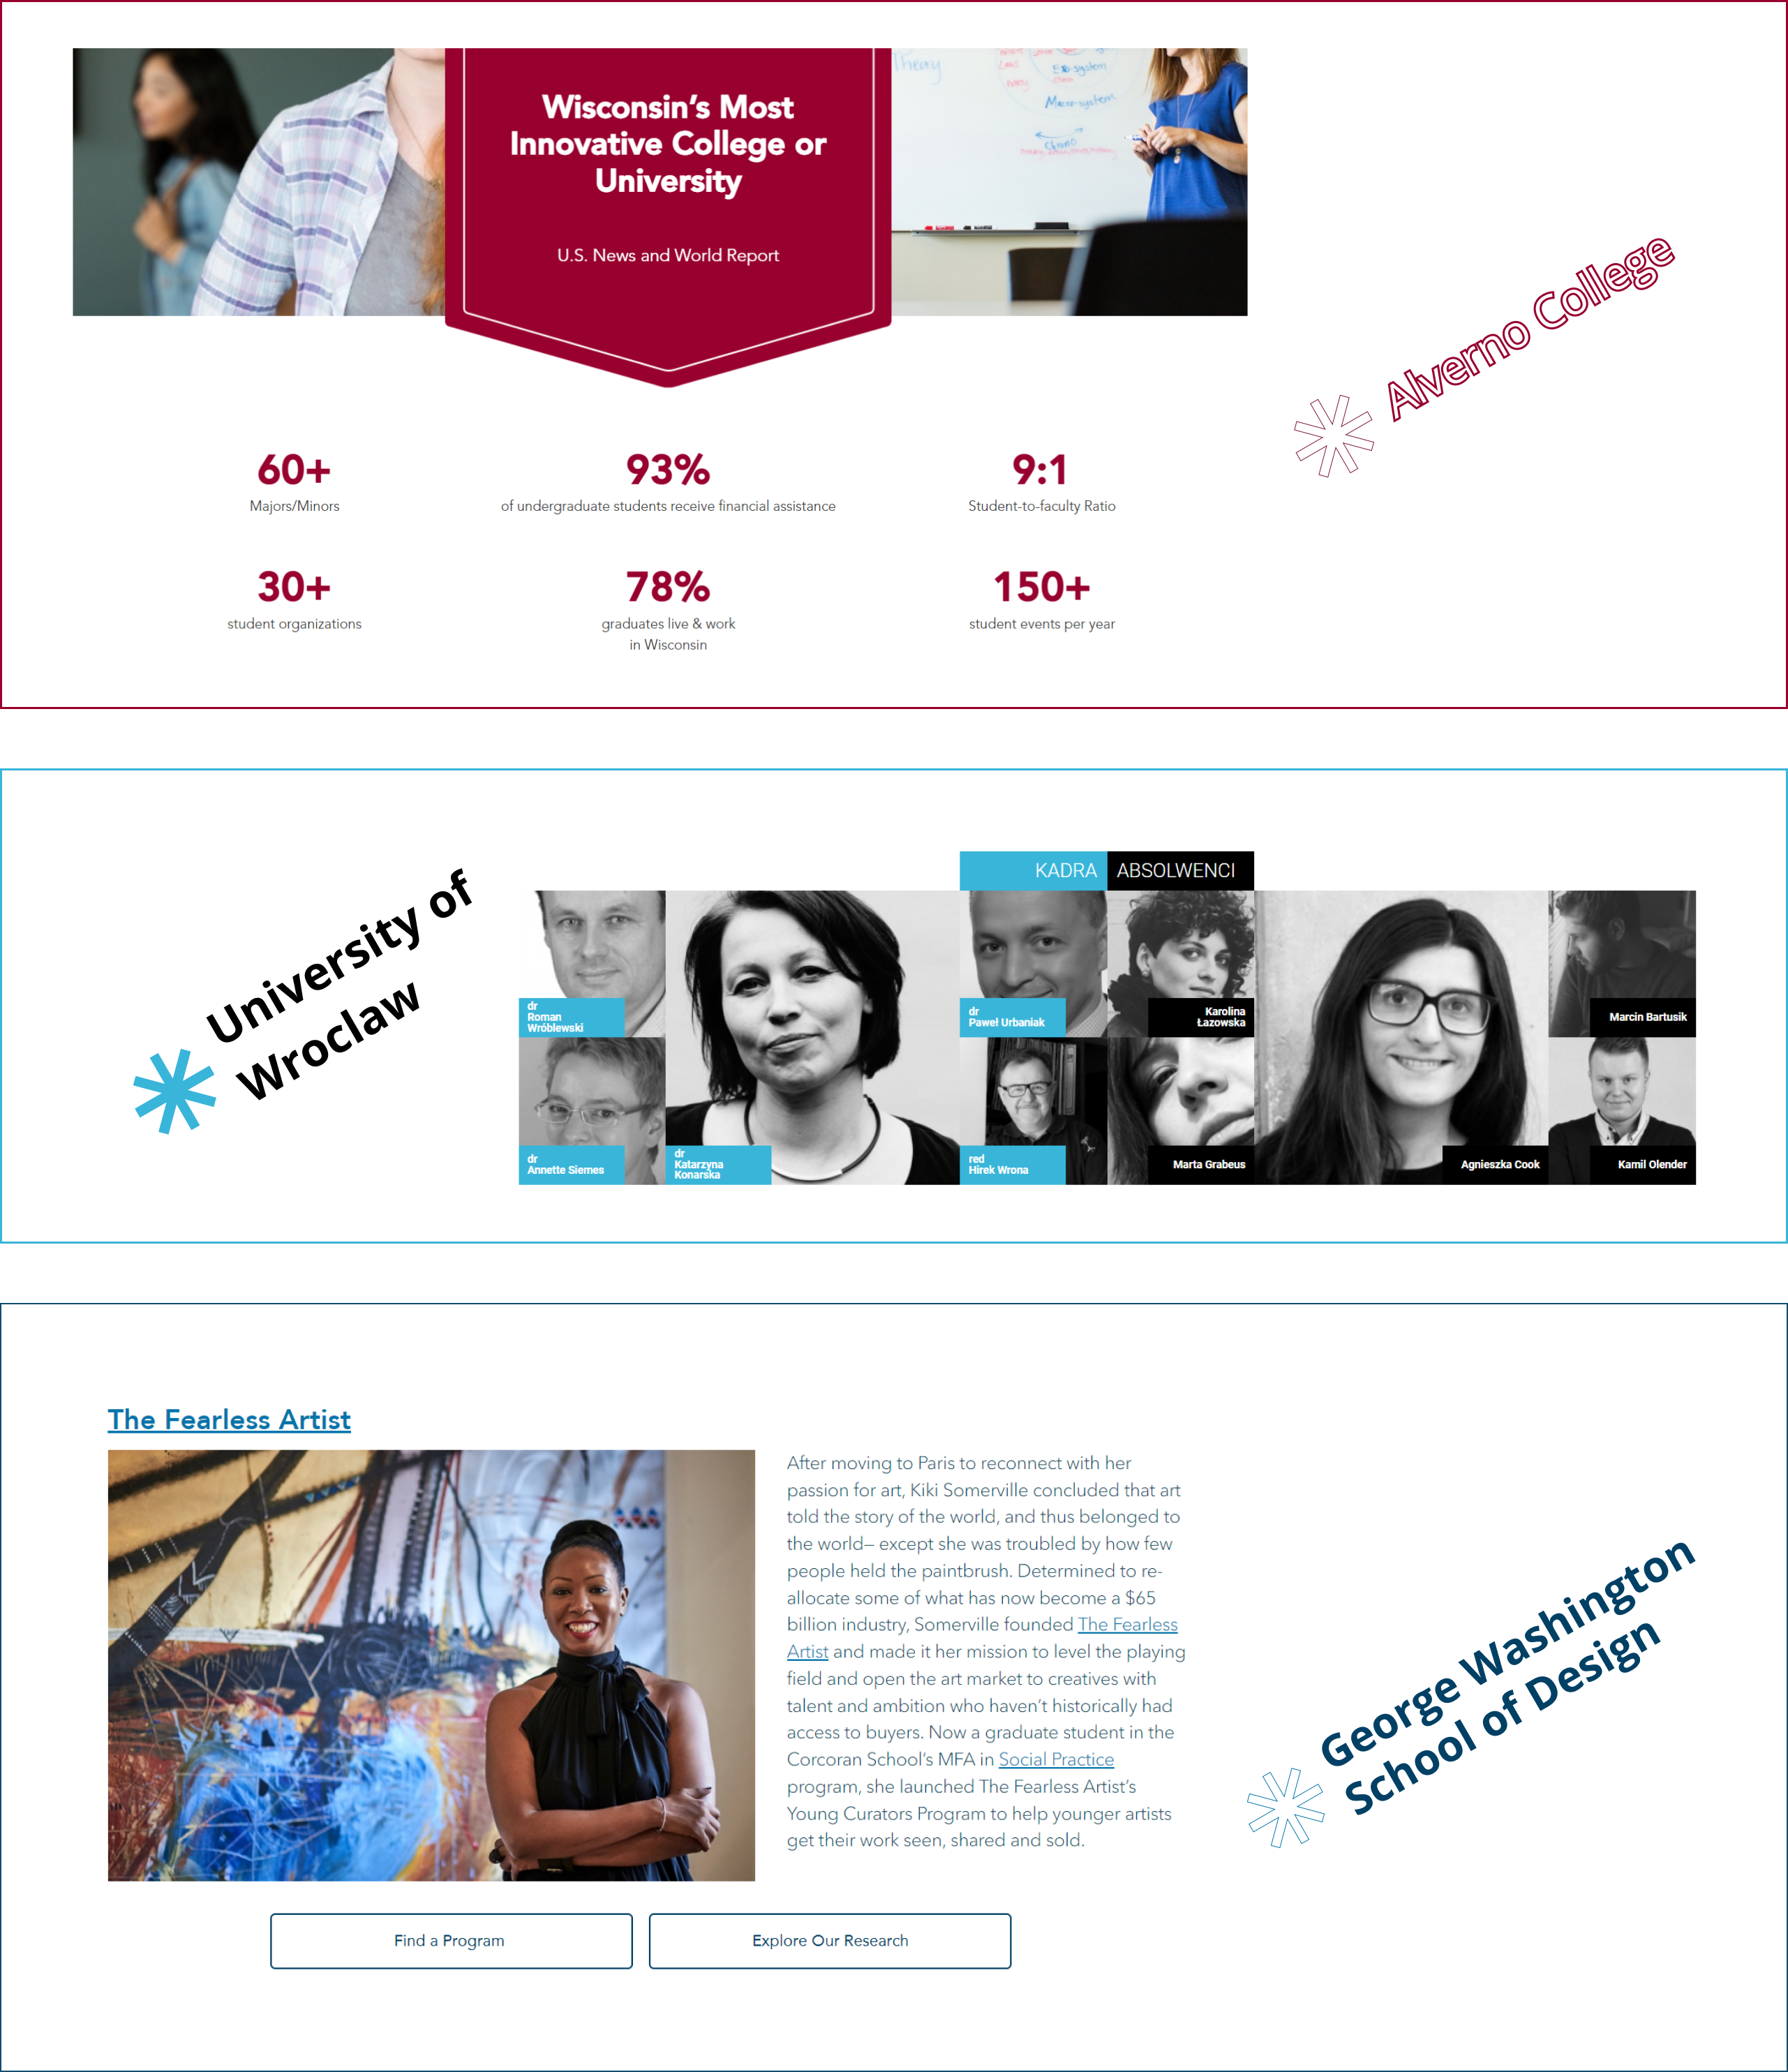 Wisconsin's Most
Innovative College or
University
U.S. News and World Report
Theory
Exo-system
Macro-system
Chrono
Alverno College
60+
Majors/Minors
93%
of undergraduate students receive financial assistance
9:1
Student-to-faculty Ratio
30+
student organizations
78%
graduates live & work
in Wisconsin
150+
student events per year
University of
Wroclaw
KADRA
ABSOLWENCI
dr
Roman
Wróblewski
dr
Paweł Urbaniak
Karolina
Łazowska
Marcin Bartusik
dr
Annette Siemes
dr
Katarzyna
Konarska
red
Hirek Wrona
Marta Grabeus
Agnieszka Cook
Kamil Olender
The Fearless Artist
After moving to Paris to reconnect with her
passion for art, Kiki Somerville concluded that art
told the story of the world, and thus belonged to
the world– except she was troubled by how few
people held the paintbrush. Determined to re-
allocate some of what has now become a $65
billion industry, Somerville founded The Fearless
Artist and made it her mission to level the playing
field and open the art market to creatives with
talent and ambition who haven't historically had
access to buyers. Now a graduate student in the
Corcoran School's MFA in Social Practice
program, she launched The Fearless Artist's
Young Curators Program to help younger artists
get their work seen, shared and sold.
George Washington
School of Design
Find a Program
Explore Our Research